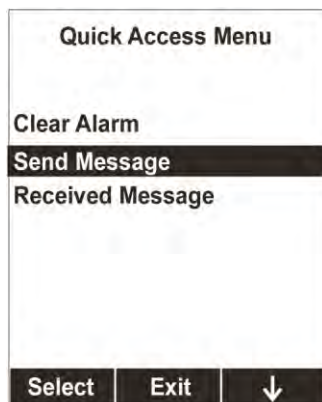 Quick Access Menu
Clear Alarm
Send Message
Received Message
Select Exit ↓